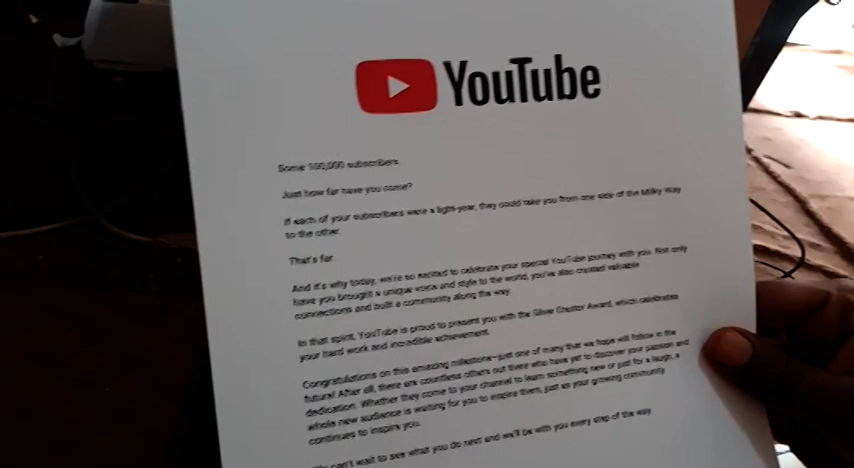 YouTube
Some 100,000 subscribers.
Just how far have you come?
If each of your subscribers were a light-year, they could take you from one side of the Milky Way
to the other.
That's far.
And it's why today, we're so excited to celebrate your special YouTube journey with you. Not only
have you brought a unique voice and style to the world, you've also created valuable
connections and built a community along the way.
In that spirit, YouTube is proud to present you with the Silver Creator Award, which celebrates
your hard work and incredible achievement.
Congratulations on this amazing milestone—just one of many that we hope will follow in the
future! After all, there are countless others out there who have yet to discover your passion and
dedication. Whether they come to your channel to learn something new or just for a laugh, a
whole new audience is waiting for you to inspire them, just as your growing community
continues to inspire you.
can't wait to see what you do next and we'll be with you every step of the way.